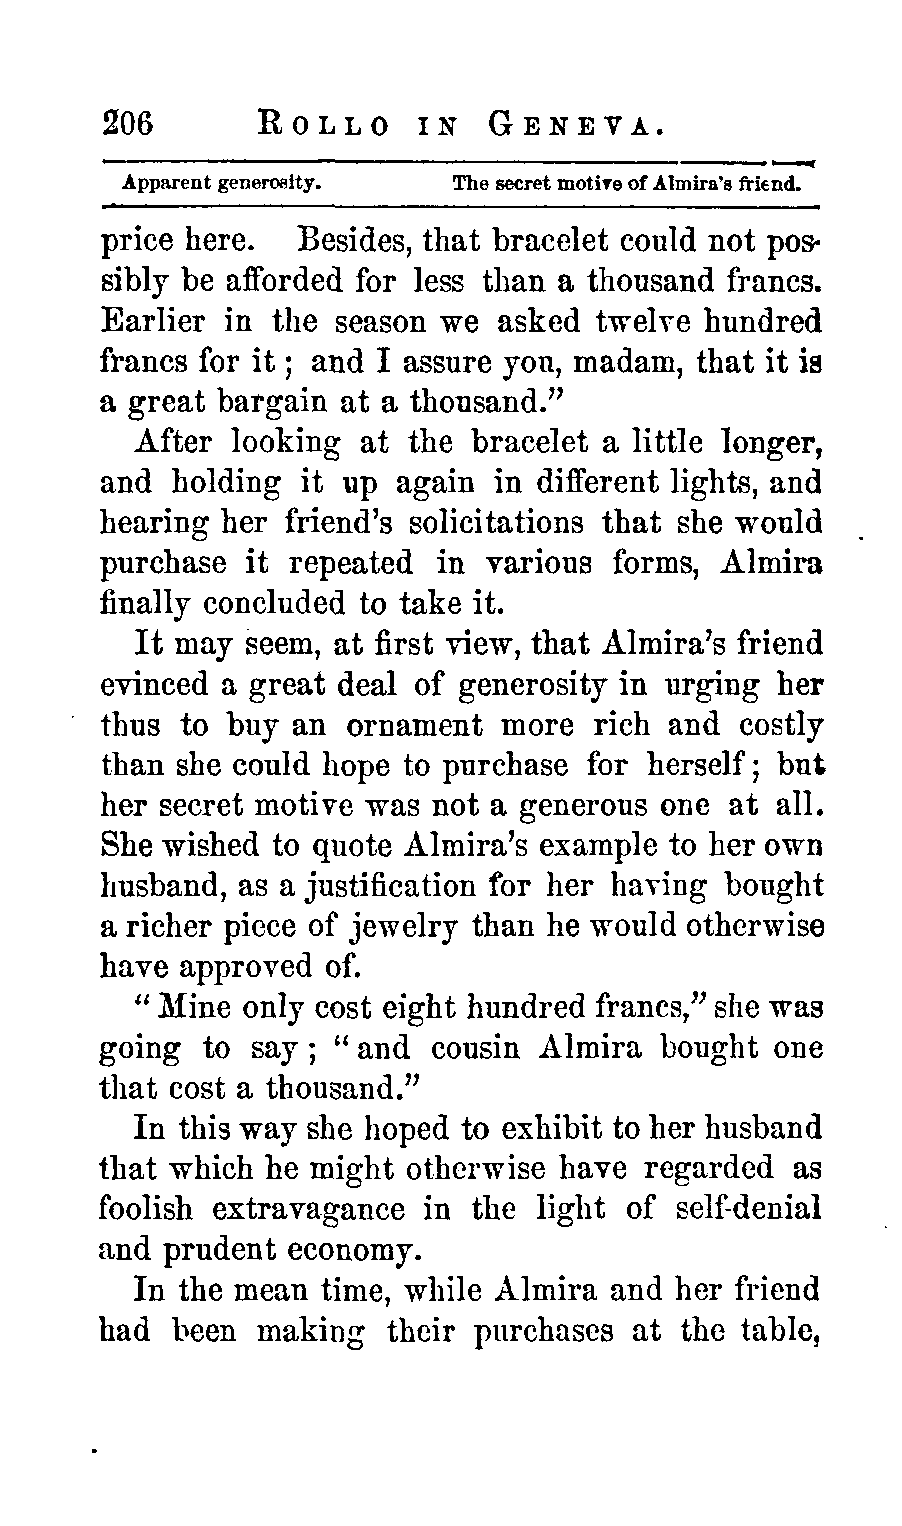 206 ROLLO IN GENEVA.
Apparent generosity. The secret motive of Almira's friend.
price here. Besides, that bracelet could not pos-
sibly be afforded for less than a thousand francs.
Earlier in the season we asked twelve hundred
francs for it ; and I assure you, madam, that it is
a great bargain at a thousand."
After looking at the bracelet a little longer,
and holding it up again in different lights, and
hearing her friend's solicitations that she would
purchase it repeated in various forms, Almira
finally concluded to take it.
It may seem, at first view, that Almira's friend
evinced a great deal of generosity in urging her
thus to buy an ornament more rich and costly
than she could hope to purchase for herself ; but
her secret motive was not a generous one at all.
She wished to quote Almira's example to her own
husband, as a justification for her having bought
a richer piece of jewelry than he would otherwise
have approved of.
" Mine only cost eight hundred francs," she was
going to say ; " and cousin Almira bought one
that cost a thousand."
In this way she hoped to exhibit to her husband
that which he might otherwise have regarded as
foolish extravagance in the light of self-denial
and prudent economy.
In the mean time, while Almira and her friend
had been making their purchases at the table,